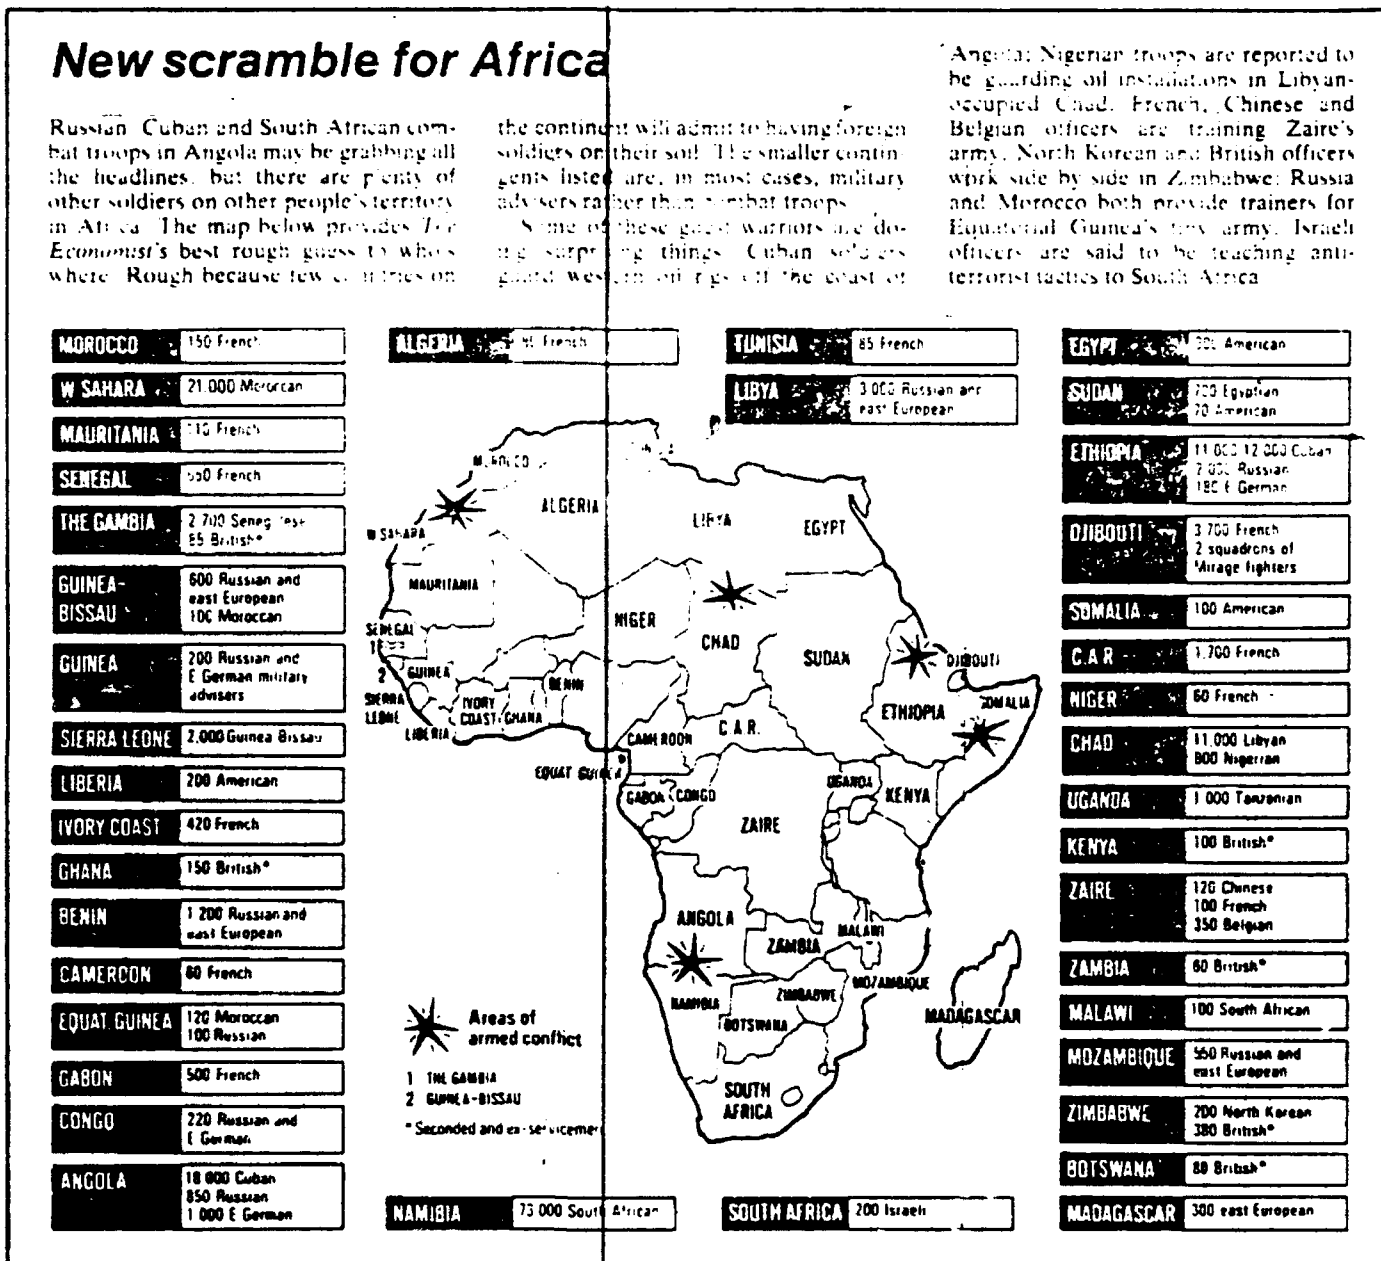 New scramble for Africa
Russian Cuban and South African com-
bat troops in Angola may be grabbing all
the headlines, but there are plenty of
other soldiers on other people's territory
in Africa The map below provides The
Economist's best rough guess to who's
where Rough because few countries on
the continent will admit to having foreign
soldiers on their soil The smaller contin-
gents listed are, in most cases, military
advisers rather than combat troops
Some of these guest warriors are do-
ing surprising things. Cuban soldiers
guard western oil rigs off the coast of
Angola; Nigerian troops are reported to
be guarding oil installations in Libyan-
occupied Chad. French, Chinese and
Belgian officers are training Zaire's
army. North Korean and British officers
work side by side in Zimbabwe; Russia
and Morocco both provide trainers for
Equatorial Guinea's tiny army. Israeli
officers are said to be teaching anti-
terrorist tactics to South Africa
MOROCCO 150 French
W SAHARA 21.000 Moroccan
MAURITANIA 110 French
SENEGAL French
THE GAMBIA 2.700 Senegalese
65 British*
GUINEA-
BISSAU
600 Russian and
east European
100 Moroccan
GUINEA 200 Russian and
E German military
advisers
SIERRA LEONE 2,000 Guinea Bissau
LIBERIA 200 American
IVORY COAST 420 French
GHANA 150 British*
BENIN 1 200 Russian and
east European
CAMEROON 60 French
EQUAT. GUINEA 120 Moroccan
100 Russian
GABON 500 French
CONGO 220 Russian and
E German
ANGOLA 18 000 Cuban
850 Russian
1 000 E German
ALGERIA French
TUNISIA 85 French
LIBYA 3.000 Russian and
east European
EGYPT American
SUDAN 700 Egyptian
70 American
ETHIOPIA 11 000 12 000 Cuban
2 000 Russian
180 E German
DJIBOUTI 3 700 French
2 squadrons of
Mirage fighters
SOMALIA 100 American
C.A.R 1,700 French
NIGER 60 French
CHAD 11,000 Libyan
800 Nigerian
UGANDA 1 000 Tanzanian
KENYA 100 British*
ZAIRE 120 Chinese
100 French
350 Belgian
ZAMBIA 60 British*
MALAWI 100 South African
MOZAMBIQUE 550 Russian and
east European
ZIMBABWE 200 North Korean
380 British*
BOTSWANA 80 British*
MADAGASCAR 300 east European
NAMIBIA 73 000 South African
SOUTH AFRICA 200 Israeli
MOROCCO
ALGERIA
LIBYA
EGYPT
W SAHARA
MAURITANIA
NIGER
CHAD
SUDAN
SENEGAL
1
2
GUINEA
BENIN
DJIBOUTI
SIERRA
LEONE
IVORY
COAST
GHANA
ETHIOPIA
SOMALIA
LIBERIA
CAMEROON
C.A.R.
EQUAT GUINEA
GABON
CONGO
UGANDA
KENYA
ZAIRE
ANGOLA
ZAMBIA
MALAWI
NAMIBIA
ZIMBABWE
MOZAMBIQUE
BOTSWANA
MADAGASCAR
SOUTH
AFRICA
Areas of
armed conflict
1 THE GAMBIA
2 GUINEA-BISSAU
* Seconded and ex-servicemen